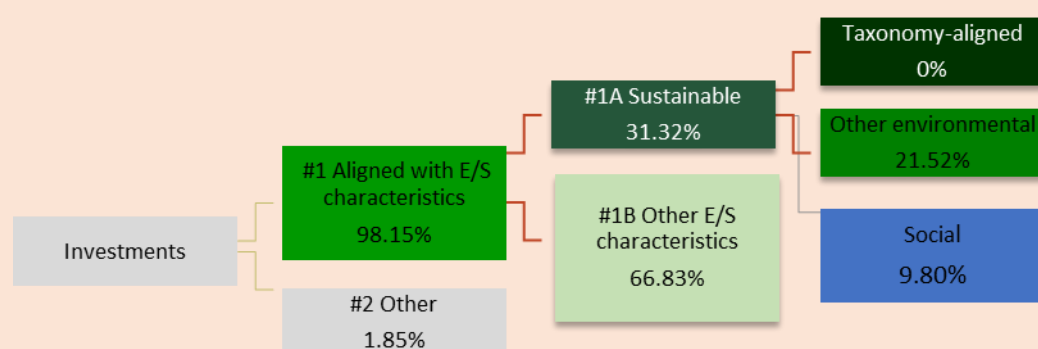 Investments
#1 Aligned with E/S
characteristics
98.15%
#2 Other
1.85%
#1A Sustainable
31.32%
#1B Other E/S
characteristics
66.83%
Taxonomy-aligned
0%
Other environmental
21.52%
Social
9.80%